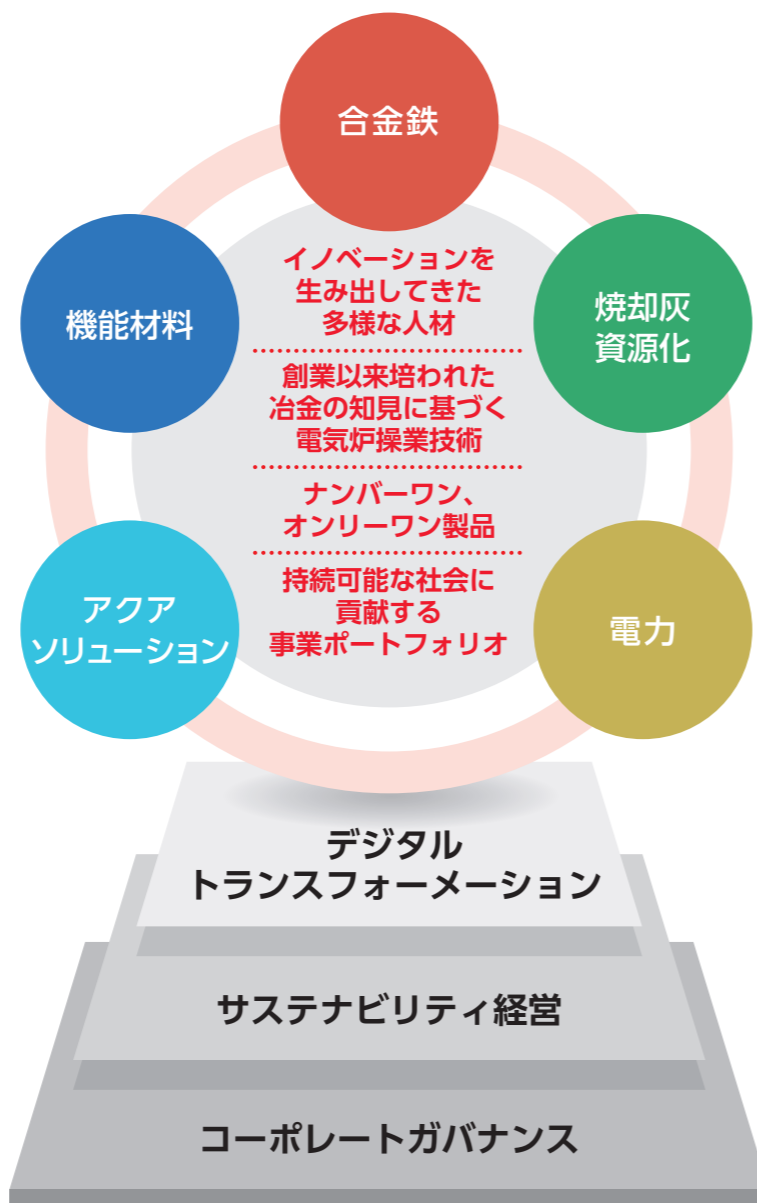 合金鉄
機能材料
焼却灰
資源化
イノベーションを
生み出してきた
多様な人材
創業以来培われた
冶金の知見に基づく
電気炉操業技術
ナンバーワン、
オンリーワン製品
持続可能な社会に
貢献する
事業ポートフォリオ
アクア
ソリューション
電力
デジタル
トランスフォーメーション
サステナビリティ経営
コーポレートガバナンス